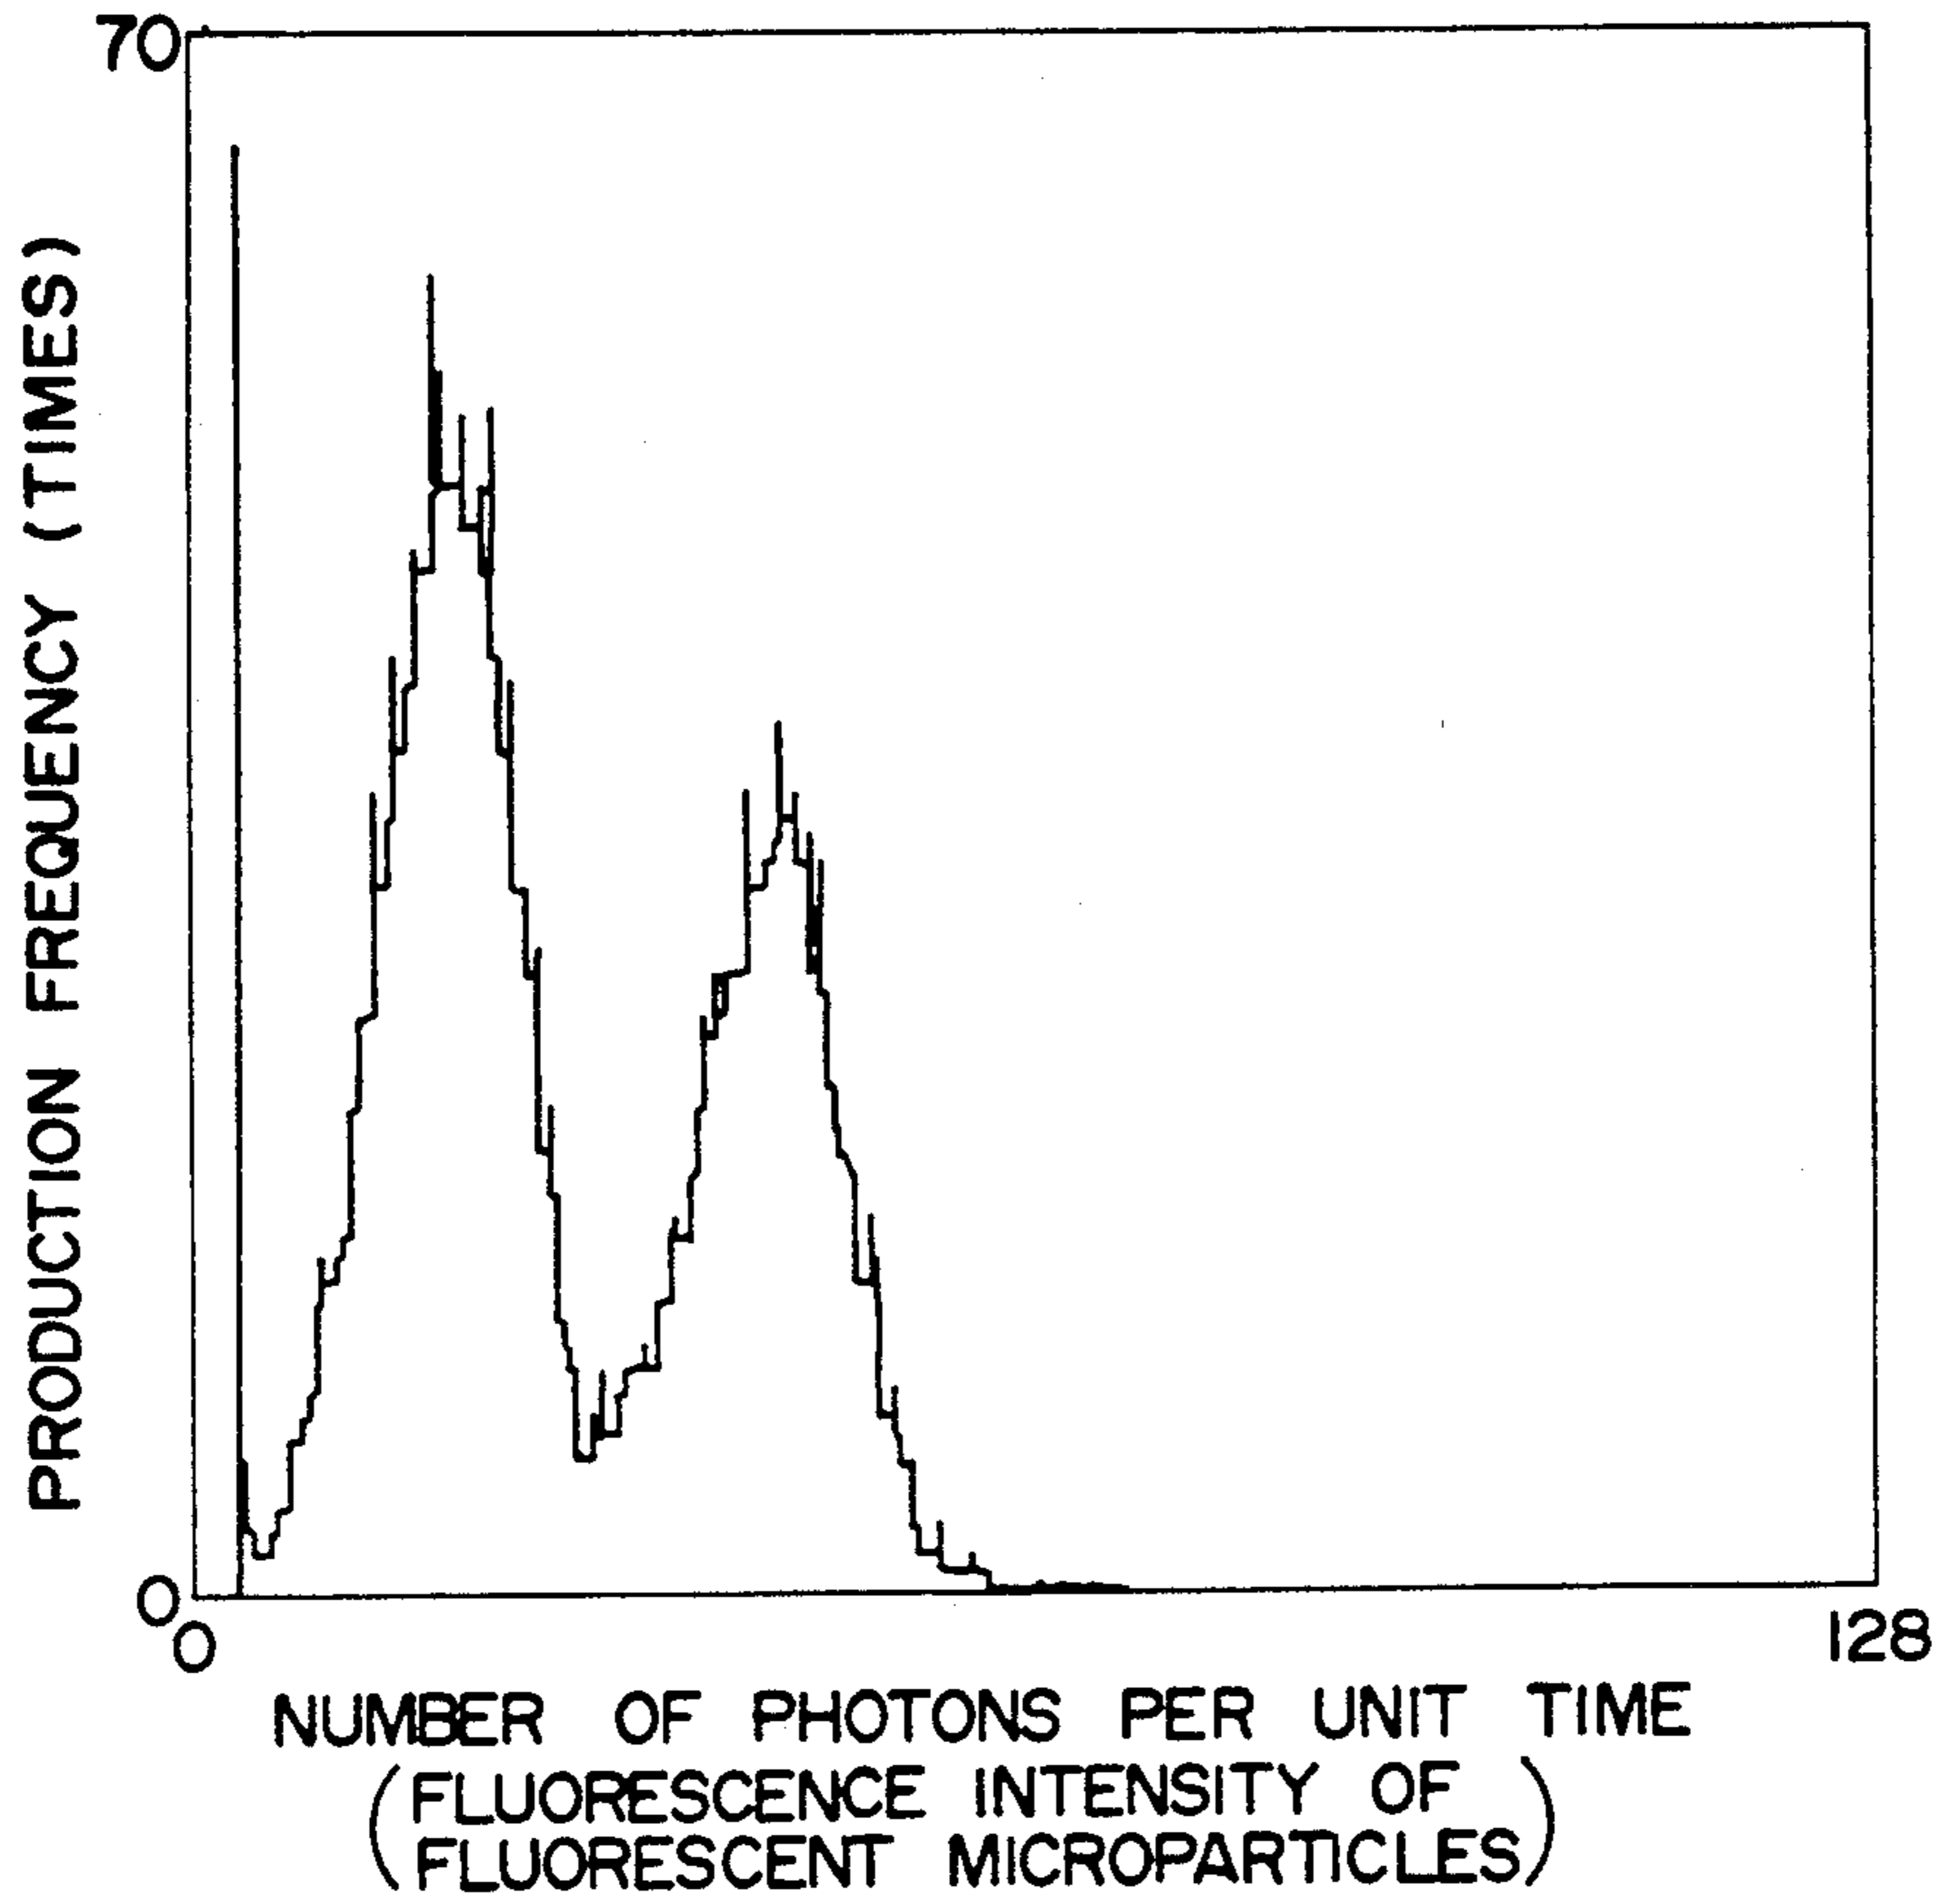 70
PRODUCTION FREQUENCY (TIMES)
0
0
128
NUMBER OF PHOTONS PER UNIT TIME
(FLUORESCENCE INTENSITY OF
FLUORESCENT MICROPARTICLES)